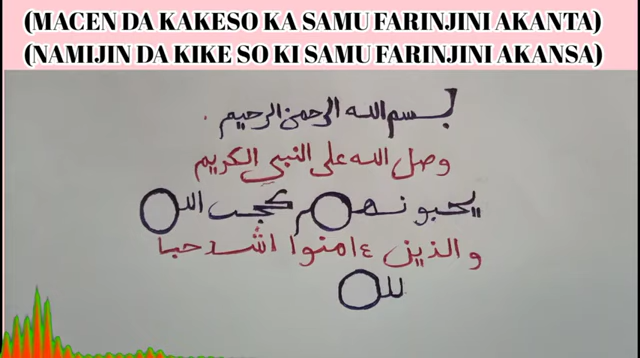 (MACEN DA KAKESO KA SAMU FARINJINI AKANTA)
(NAMIJIN DA KIKE SO KI SAMU FARINJINI AKANSA)
بسم الله الرحمن الرحيم
وصل الله على النبي الكريم
يحبونهم كحب الله
والذين ءامنوا اشد حبا
لله